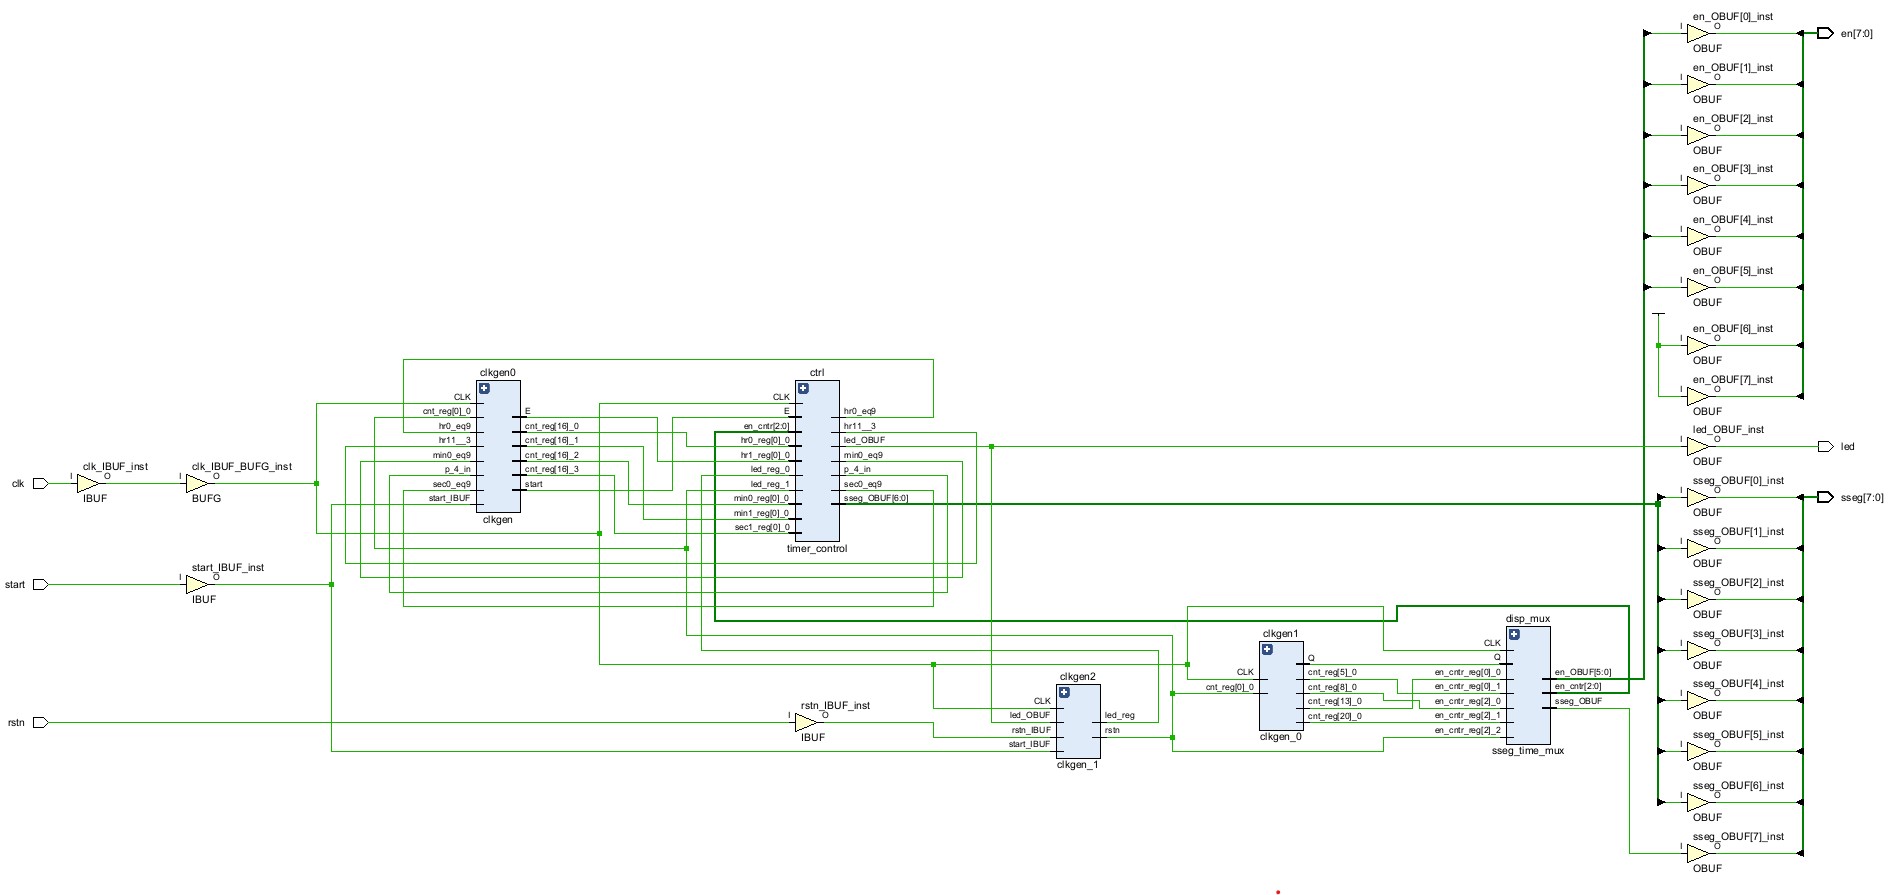 en_OBUF[0]_inst
I
O
OBUF
en[7:0]
en_OBUF[1]_inst
I
O
OBUF
en_OBUF[2]_inst
I
O
OBUF
en_OBUF[3]_inst
I
O
OBUF
en_OBUF[4]_inst
I
O
OBUF
en_OBUF[5]_inst
I
O
OBUF
en_OBUF[6]_inst
I
O
OBUF
en_OBUF[7]_inst
I
O
OBUF
led_OBUF_inst
I
O
OBUF
led
sseg_OBUF[0]_inst
I
O
OBUF
sseg[7:0]
sseg_OBUF[1]_inst
I
O
OBUF
sseg_OBUF[2]_inst
I
O
OBUF
sseg_OBUF[3]_inst
I
O
OBUF
sseg_OBUF[4]_inst
I
O
OBUF
sseg_OBUF[5]_inst
I
O
OBUF
sseg_OBUF[6]_inst
I
O
OBUF
sseg_OBUF[7]_inst
I
O
OBUF
clk
clk_IBUF_inst
I
O
IBUF
clk_IBUF_BUFG_inst
I
O
BUFG
start
start_IBUF_inst
I
O
IBUF
rstn
rstn_IBUF_inst
I
O
IBUF
clkgen0
CLK
cnt_reg[0]_0
hr0_eq9
hr11__3
min0_eq9
p_4_in
sec0_eq9
start_IBUF
E
cnt_reg[16]_0
cnt_reg[16]_1
cnt_reg[16]_2
cnt_reg[16]_3
start
clkgen
ctrl
CLK
E
en_cntr[2:0]
hr0_reg[0]_0
hr1_reg[0]_0
led_reg_0
led_reg_1
min0_reg[0]_0
min1_reg[0]_0
sec1_reg[0]_0
hr0_eq9
hr11__3
led_OBUF
min0_eq9
p_4_in
sec0_eq9
sseg_OBUF[6:0]
timer_control
clkgen2
CLK
led_OBUF
rstn_IBUF
start_IBUF
led_reg
rstn
clkgen_1
clkgen1
CLK
cnt_reg[0]_0
Q
cnt_reg[5]_0
cnt_reg[8]_0
cnt_reg[13]_0
cnt_reg[20]_0
clkgen_0
disp_mux
CLK
Q
en_cntr_reg[0]_0
en_cntr_reg[0]_1
en_cntr_reg[2]_0
en_cntr_reg[2]_1
en_cntr_reg[2]_2
en_OBUF[5:0]
en_cntr[2:0]
sseg_OBUF
sseg_time_mux